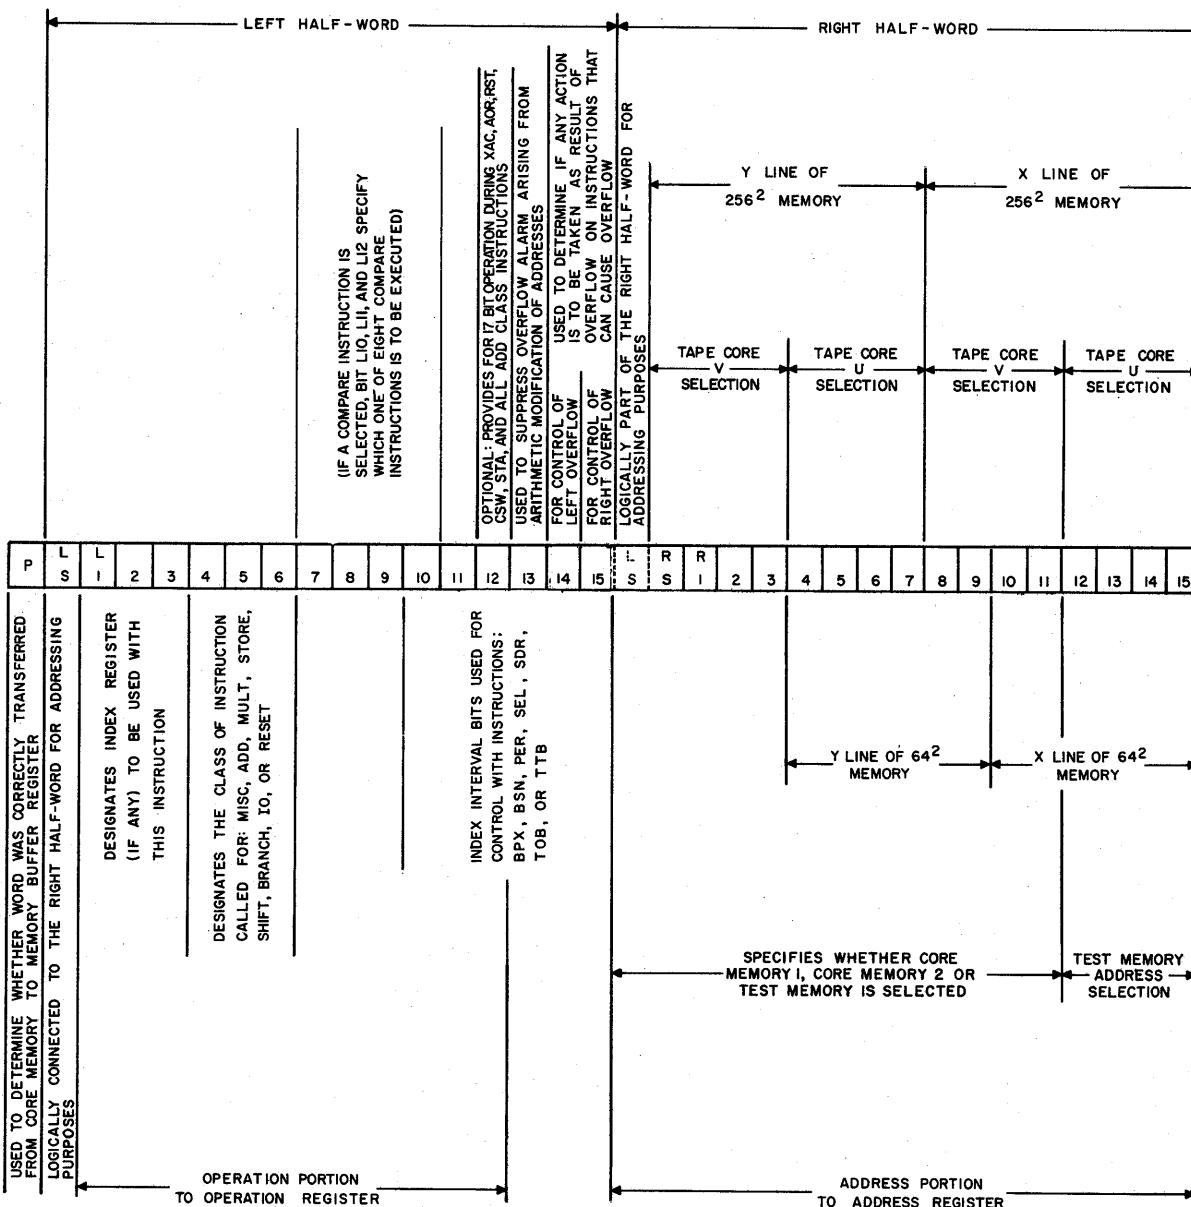 LEFT HALF-WORD
RIGHT HALF-WORD
(IF A COMPARE INSTRUCTION IS
SELECTED, BIT L10, L11, AND L12 SPECIFY
WHICH ONE OF EIGHT COMPARE
INSTRUCTIONS IS TO BE EXECUTED)
OPTIONAL: PROVIDES FOR 17 BIT OPERATION DURING XAC, AOR, RST,
CSW, STA, AND ALL ADD CLASS INSTRUCTIONS
USED TO SUPPRESS OVERFLOW ALARM ARISING FROM
ARITHMETIC MODIFICATION OF ADDRESSES
USED TO DETERMINE IF ANY ACTION
IS TO BE TAKEN AS RESULT OF
OVERFLOW ON INSTRUCTIONS THAT
CAN CAUSE OVERFLOW
FOR CONTROL OF
LEFT OVERFLOW
FOR CONTROL OF
RIGHT OVERFLOW
LOGICALLY PART OF THE RIGHT HALF-WORD FOR
ADDRESSING PURPOSES
Y LINE OF
256² MEMORY
X LINE OF
256² MEMORY
TAPE CORE
V
SELECTION
TAPE CORE
U
SELECTION
TAPE CORE
V
SELECTION
TAPE CORE
U
SELECTION
P L S L 1 2 3 4 5 6 7 8 9 10 11 12 13 14 15 L S R S R 1 2 3 4 5 6 7 8 9 10 11 12 13 14 15
USED TO DETERMINE WHETHER WORD WAS CORRECTLY TRANSFERRED
FROM CORE MEMORY TO MEMORY BUFFER REGISTER
LOGICALLY CONNECTED TO THE RIGHT HALF-WORD FOR ADDRESSING
PURPOSES
DESIGNATES INDEX REGISTER
(IF ANY) TO BE USED WITH
THIS INSTRUCTION
DESIGNATES THE CLASS OF INSTRUCTION
CALLED FOR: MISC, ADD, MULT, STORE,
SHIFT, BRANCH, IO, OR RESET
INDEX INTERVAL BITS USED FOR
CONTROL WITH INSTRUCTIONS:
BPX, BSN, PER, SEL, SDR,
TOB, OR TTB
Y LINE OF 64²
MEMORY
X LINE OF 64²
MEMORY
SPECIFIES WHETHER CORE
MEMORY 1, CORE MEMORY 2 OR
TEST MEMORY IS SELECTED
TEST MEMORY
ADDRESS
SELECTION
OPERATION PORTION
TO OPERATION REGISTER
ADDRESS PORTION
TO ADDRESS REGISTER